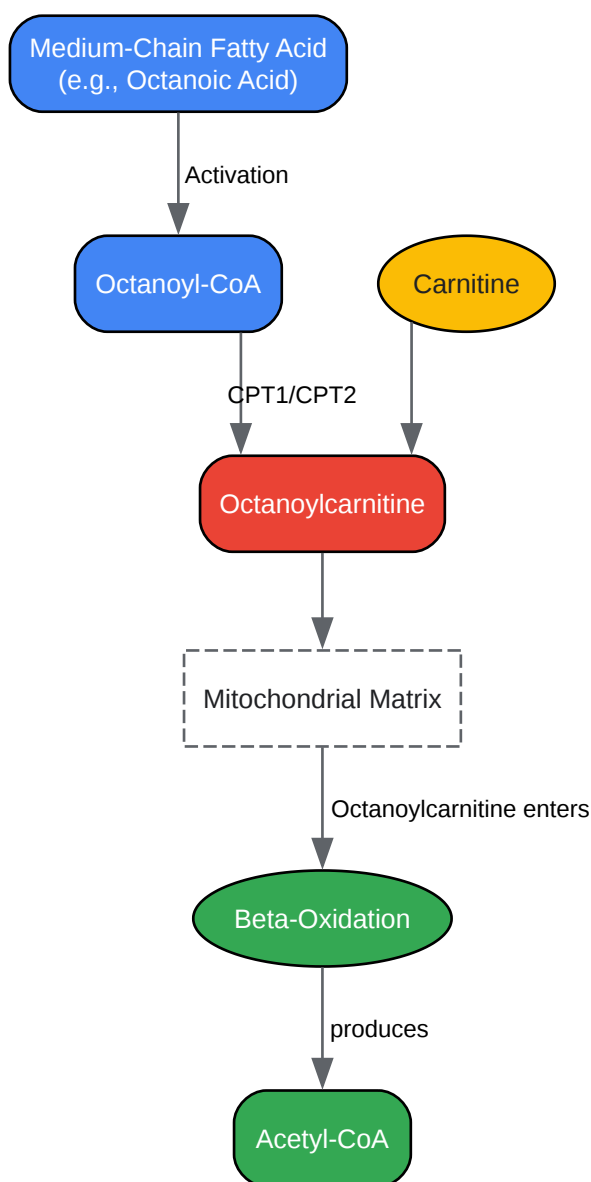 Medium-Chain Fatty Acid
(e.g., Octanoic Acid)
Activation
Octanoyl-CoA
Carnitine
CPT1/CPT2
Octanoylcarnitine
Mitochondrial Matrix
Octanoylcarnitine enters
Beta-Oxidation
produces
Acetyl-CoA